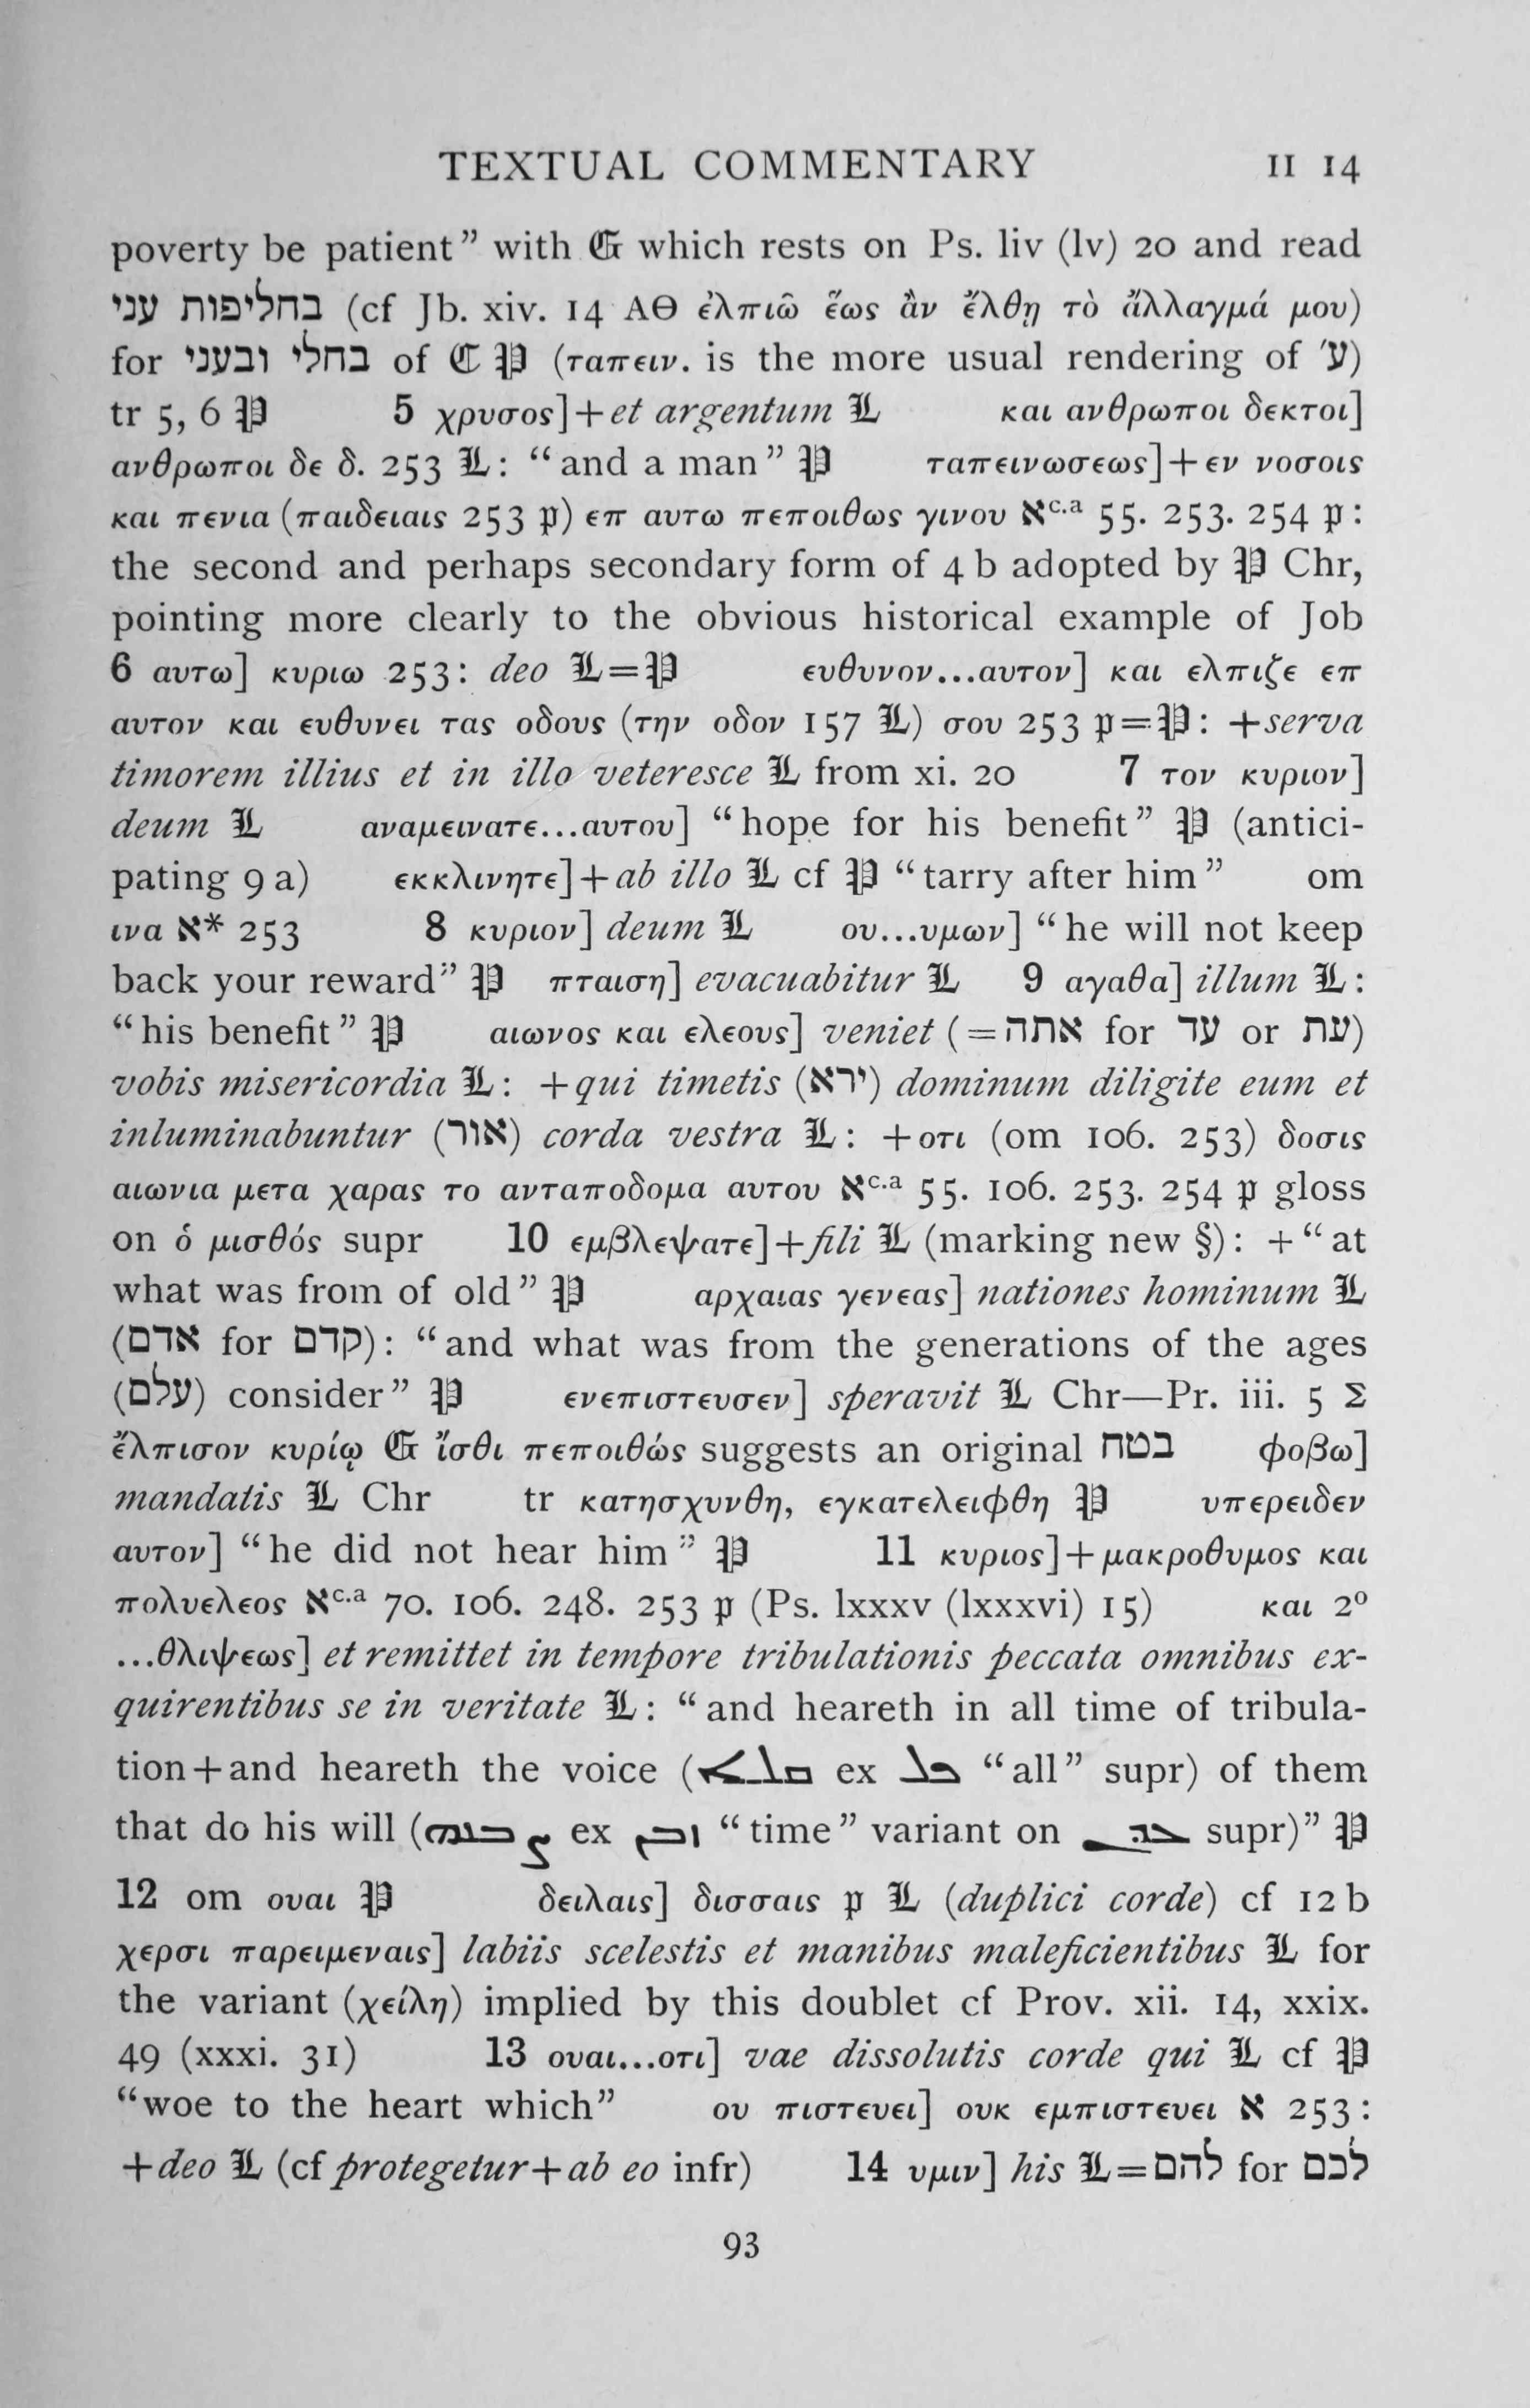 TEXTUAL COMMENTARY II 14
poverty be patient” with 𝔊 which rests on Ps. liv (lv) 20 and read
בחליפות עני (cf Jb. xiv. 14 ΑΘ ἐλπιῶ ἕως ἂν ἔλθῃ τὸ ἄλλαγμά μου)
for בחלי ובעני of ℭ 𝔓 (ταπειν. is the more usual rendering of ע׳)
tr 5, 6 𝔓 5 χρυσος]+et argentum 𝕷 και ανθρωποι δεκτοι]
ανθρωποι δε δ. 253 𝕷: “and a man” 𝔓 ταπεινωσεως]+εν νοσοις
και πενια (παιδειαις 253 𝔭) επ αυτω πεποιθως γινου אc.a 55. 253. 254 𝔭:
the second and perhaps secondary form of 4 b adopted by 𝔓 Chr,
pointing more clearly to the obvious historical example of Job
6 αυτω] κυριω 253: deo 𝕷=𝔓 ευθυνον...αυτον] και ελπιζε επ
αυτον και ευθυνει τας οδους (την οδον 157 𝕷) σου 253 𝔭=𝔓: +serva
timorem illius et in illo veteresce 𝕷 from xi. 20 7 τον κυριον]
deum 𝕷 αναμεινατε...αυτου] “hope for his benefit” 𝔓 (antici-
pating 9 a) εκκλινητε]+ab illo 𝕷 cf 𝔓 “tarry after him” om
ινα א* 253 8 κυριον] deum 𝕷 ου...υμων] “he will not keep
back your reward” 𝔓 πταιση] evacuabitur 𝕷 9 αγαθα] illum 𝕷:
“his benefit” 𝔓 αιωνος και ελεους] veniet (=אתה for עד or עת)
vobis misericordia 𝕷: +qui timetis (ירא) dominum diligite eum et
inluminabuntur (אור) corda vestra 𝕷: +οτι (om 106. 253) δοσις
αιωνια μετα χαρας το ανταποδομα αυτου אc.a 55. 106. 253. 254 𝔭 gloss
on ὁ μισθός supr 10 εμβλεψατε]+fili 𝕷 (marking new §): +“at
what was from of old” 𝔓 αρχαιας γενεας] nationes hominum 𝕷
(אדם for קדם): “and what was from the generations of the ages
(עלם) consider” 𝔓 ενεπιστευσεν] speravit 𝕷 Chr—Pr. iii. 5 Σ
ἔλπισον κυρίῳ 𝔊 ἴσθι πεποιθὼς suggests an original בטח φοβω]
mandatis 𝕷 Chr tr κατησχυνθη, εγκατελειφθη 𝔓 υπερειδεν
αυτον] “he did not hear him” 𝔓 11 κυριος]+μακροθυμος και
πολυελεος אc.a 70. 106. 248. 253 𝔭 (Ps. lxxxv (lxxxvi) 15) και 2º
...θλιψεως] et remittet in tempore tribulationis peccata omnibus ex-
quirentibus se in veritate 𝕷: “and heareth in all time of tribula-
tion+and heareth the voice (ܩܠܐ ex ܟܠ “all” supr) of them
that do his will (ܨܒܝܢܗ ex ܙܒܢ “time” variant on ܥܕܢ supr)” 𝔓
12 om ουαι 𝔓 δειλαις] δισσαις 𝔭 𝕷 (duplici corde) cf 12 b
χερσι παρειμεναις] labiis scelestis et manibus maleficientibus 𝕷 for
the variant (χείλη) implied by this doublet cf Prov. xii. 14, xxix.
49 (xxxi. 31) 13 ουαι...οτι] vae dissolutis corde qui 𝕷 cf 𝔓
“woe to the heart which” ου πιστευει] ουκ εμπιστευει א 253:
+deo 𝕷 (cf protegetur+ab eo infr) 14 υμιν] his 𝕷=להם for לכם
93